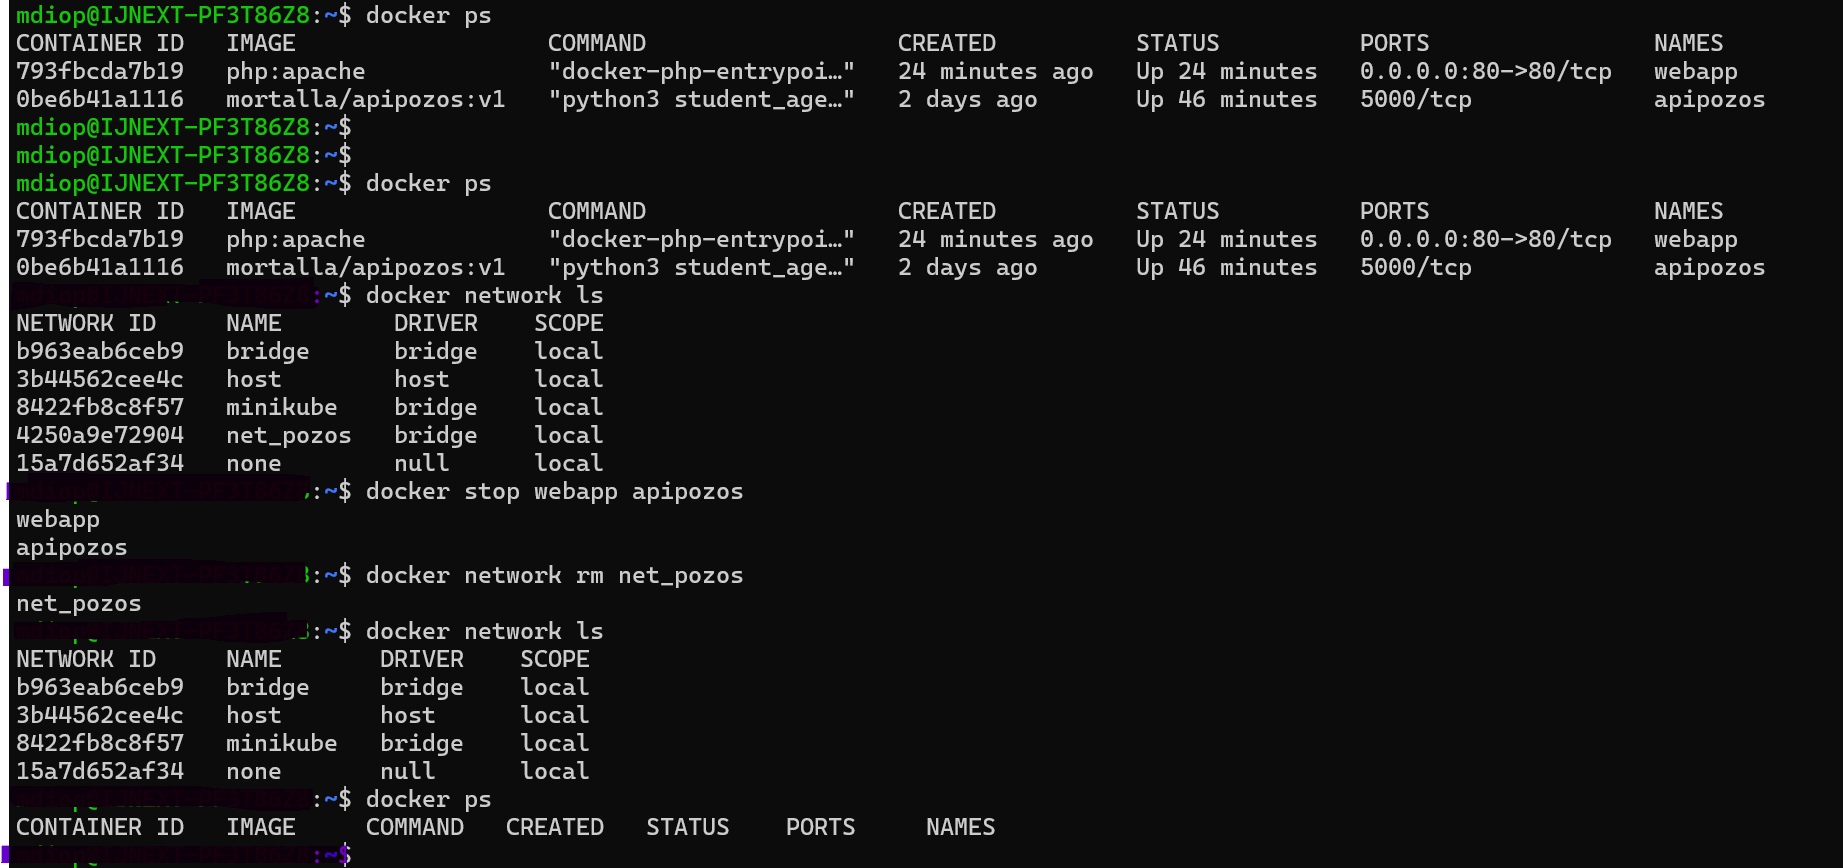 mdiop@IJNEXT-PF3T86Z8:~$ docker ps
CONTAINER ID   IMAGE                  COMMAND                  CREATED          STATUS          PORTS                NAMES
793fbcda7b19   php:apache             "docker-php-entrypoi…"   24 minutes ago   Up 24 minutes   0.0.0.0:80->80/tcp   webapp
0be6b41a1116   mortalla/apipozos:v1   "python3 student_age…"   2 days ago       Up 46 minutes   5000/tcp             apipozos
mdiop@IJNEXT-PF3T86Z8:~$
mdiop@IJNEXT-PF3T86Z8:~$
mdiop@IJNEXT-PF3T86Z8:~$ docker ps
CONTAINER ID   IMAGE                  COMMAND                  CREATED          STATUS          PORTS                NAMES
793fbcda7b19   php:apache             "docker-php-entrypoi…"   24 minutes ago   Up 24 minutes   0.0.0.0:80->80/tcp   webapp
0be6b41a1116   mortalla/apipozos:v1   "python3 student_age…"   2 days ago       Up 46 minutes   5000/tcp             apipozos
:~$ docker network ls
NETWORK ID     NAME        DRIVER    SCOPE
b963eab6ceb9   bridge      bridge    local
3b44562cee4c   host        host      local
8422fb8c8f57   minikube    bridge    local
4250a9e72904   net_pozos   bridge    local
15a7d652af34   none        null      local
:~$ docker stop webapp apipozos
webapp
apipozos
:~$ docker network rm net_pozos
net_pozos
:~$ docker network ls
NETWORK ID     NAME       DRIVER    SCOPE
b963eab6ceb9   bridge     bridge    local
3b44562cee4c   host       host      local
8422fb8c8f57   minikube   bridge    local
15a7d652af34   none       null      local
:~$ docker ps
CONTAINER ID   IMAGE     COMMAND   CREATED   STATUS    PORTS     NAMES
:~$